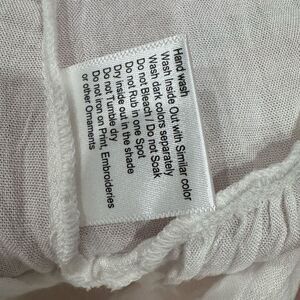 Hand wash
Wash Inside Out with Similar color
Wash dark colors separately
Do not Bleach / Do not Soak
Do not Rub in one Spot
Dry inside out in the shade
Do not Tumble dry
Do not iron on Print, Embroideries
or other Ornaments